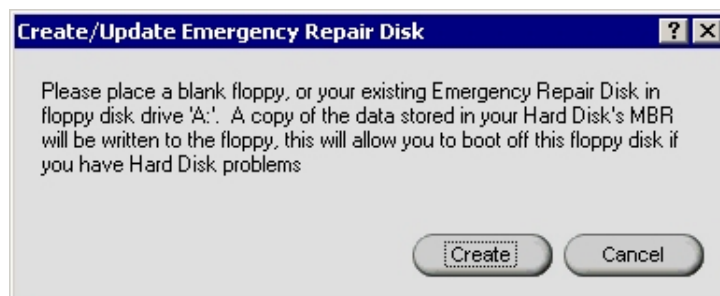 Create/Update Emergency Repair Disk
Please place a blank floppy, or your existing Emergency Repair Disk in
floppy disk drive 'A:'. A copy of the data stored in your Hard Disk's MBR
will be written to the floppy, this will allow you to boot off this floppy disk if
you have Hard Disk problems
Create Cancel